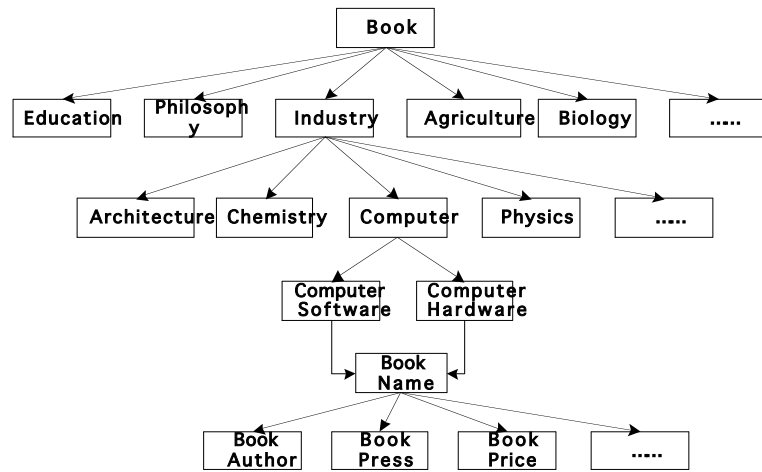 Book
Education
Philosoph
y
Industry
Agriculture
Biology
......
Architecture
Chemistry
Computer
Physics
......
Computer
Software
Computer
Hardware
Book
Name
Book
Author
Book
Press
Book
Price
......